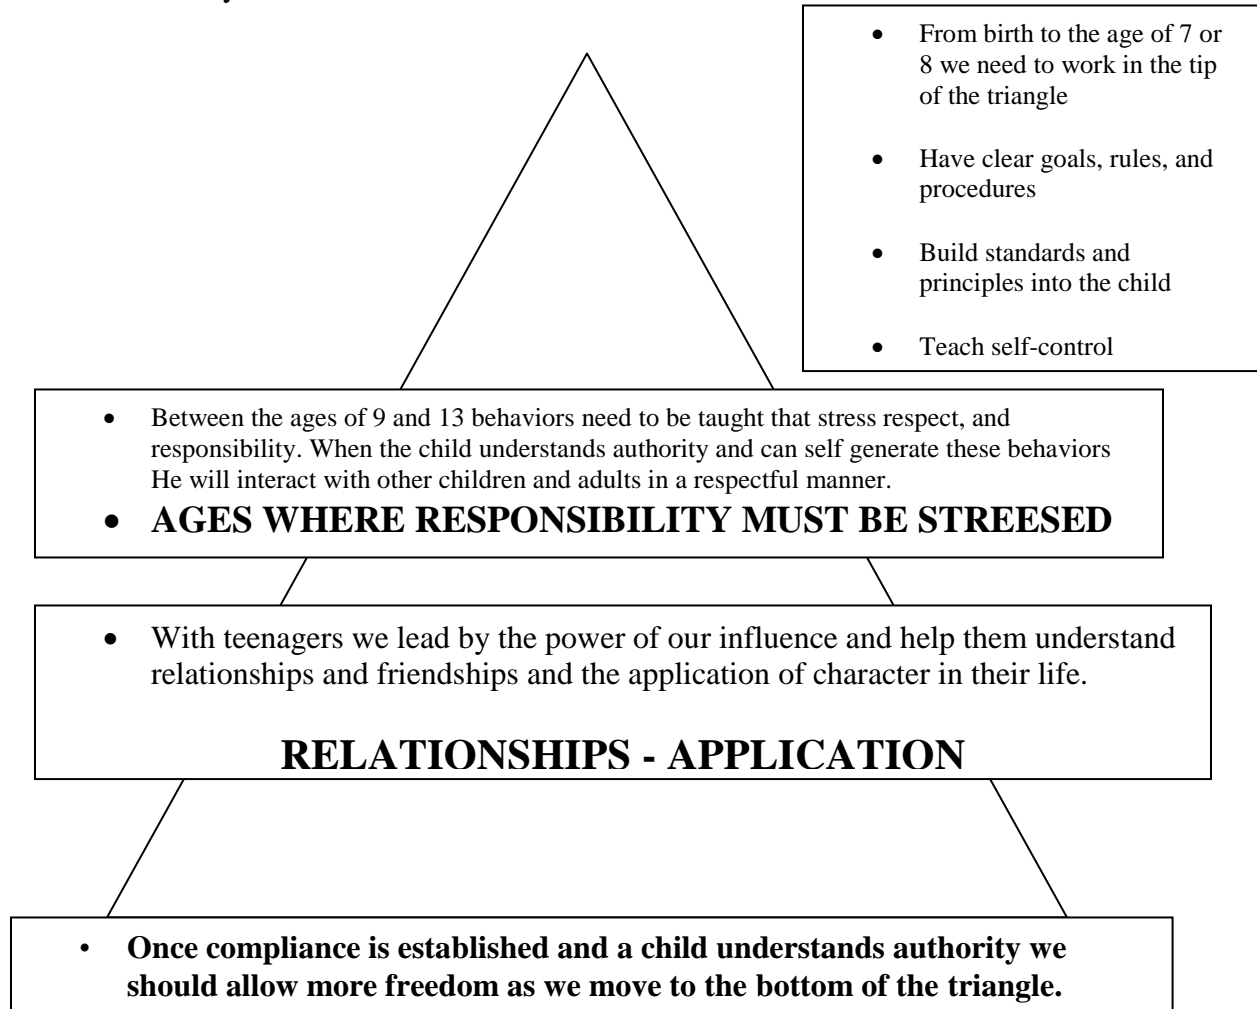 • From birth to the age of 7 or
8 we need to work in the tip
of the triangle
• Have clear goals, rules, and
procedures
• Build standards and
principles into the child
• Teach self-control
• Between the ages of 9 and 13 behaviors need to be taught that stress respect, and
responsibility. When the child understands authority and can self generate these behaviors
He will interact with other children and adults in a respectful manner.
• AGES WHERE RESPONSIBILITY MUST BE STREESED
• With teenagers we lead by the power of our influence and help them understand
relationships and friendships and the application of character in their life.
RELATIONSHIPS - APPLICATION
• Once compliance is established and a child understands authority we
should allow more freedom as we move to the bottom of the triangle.